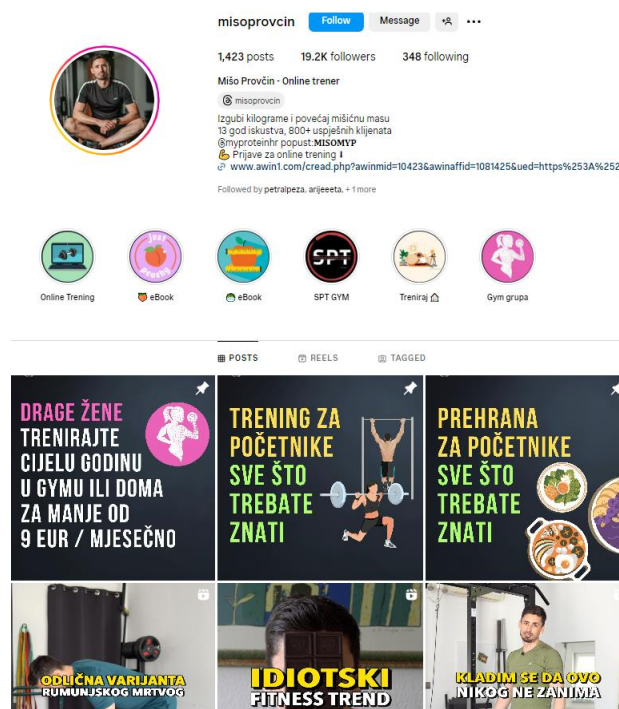 misoprovcin Follow Message
1,423 posts 19.2K followers 348 following
Mišo Provčin - Online trener
misoprovcin
Izgubi kilograme i povećaj mišićnu masu
13 god iskustva, 800+ uspješnih klijenata
@myproteinhr popust:MISOMYP
💪 Prijave za online trening ⬇
www.awin1.com/cread.php?awinmid=10423&awinaffid=1081425&ued=https%253A%252
Followed by petralpeza, arijeeeta, + 1 more
just peachy
SPT
Online Trening
🍑 eBook
🥗 eBook
SPT GYM
Treniraj 🏠
Gym grupa
POSTS REELS TAGGED
DRAGE ŽENE
TRENIRAJTE
CIJELU GODINU
U GYMU ILI DOMA
ZA MANJE OD
9 EUR / MJESEČNO
TRENING ZA
POČETNIKE
SVE ŠTO
TREBATE
ZNATI
PREHRANA
ZA POČETNIKE
SVE ŠTO
TREBATE
ZNATI
ODLIČNA VARIJANTA
RUMUNJSKOG MRTVOG
IDIOTSKI
FITNESS TREND
KLADIM SE DA OVO
NIKOG NE ZANIMA